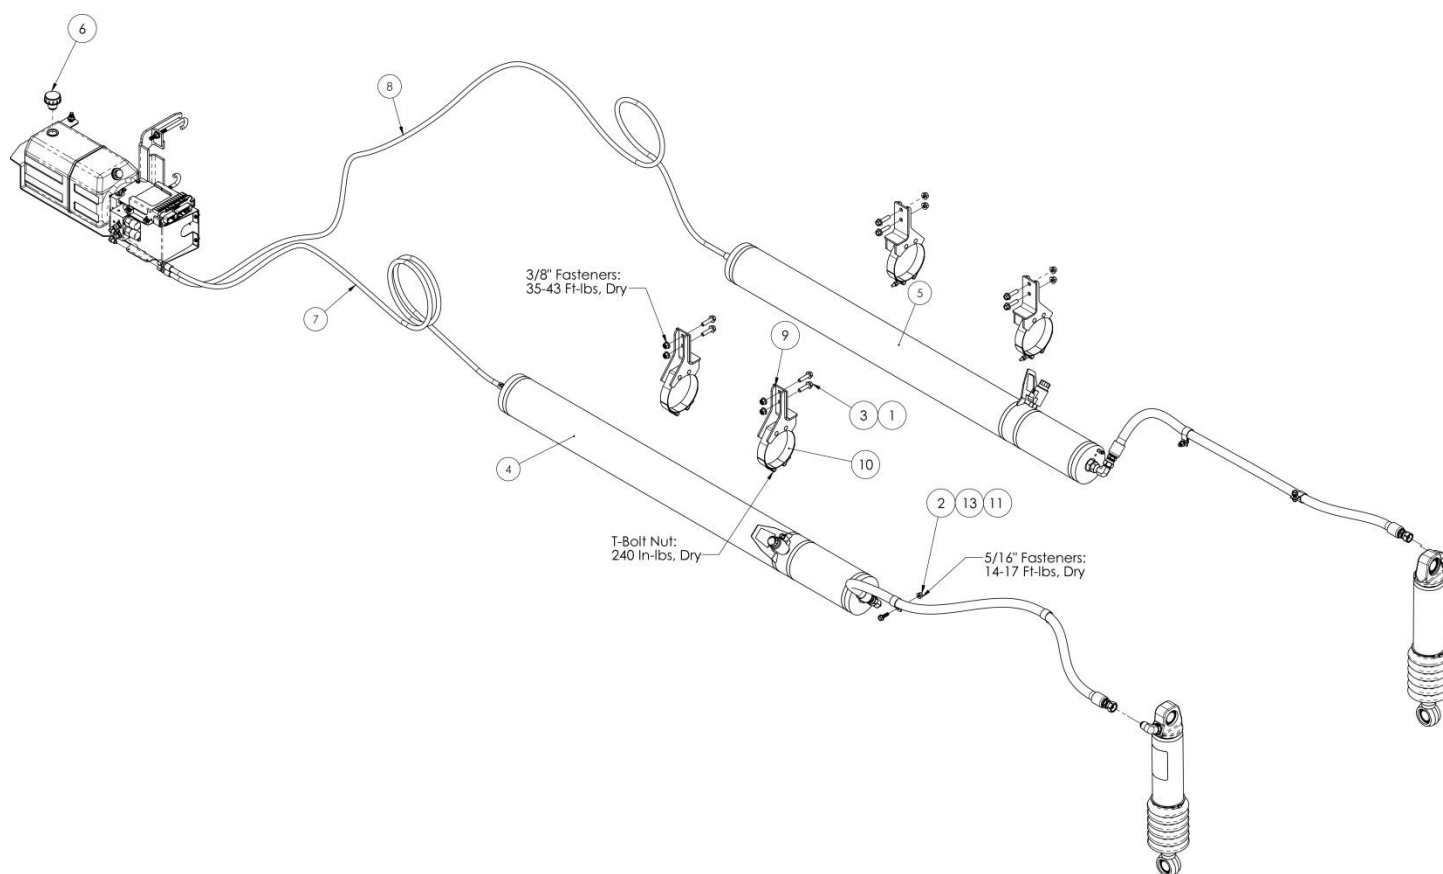 6
8
3/8" Fasteners:
35-43 Ft-lbs, Dry
5
7
9
3 1
4
10
2 13 11
T-Bolt Nut:
240 In-lbs, Dry
5/16" Fasteners:
14-17 Ft-lbs, Dry